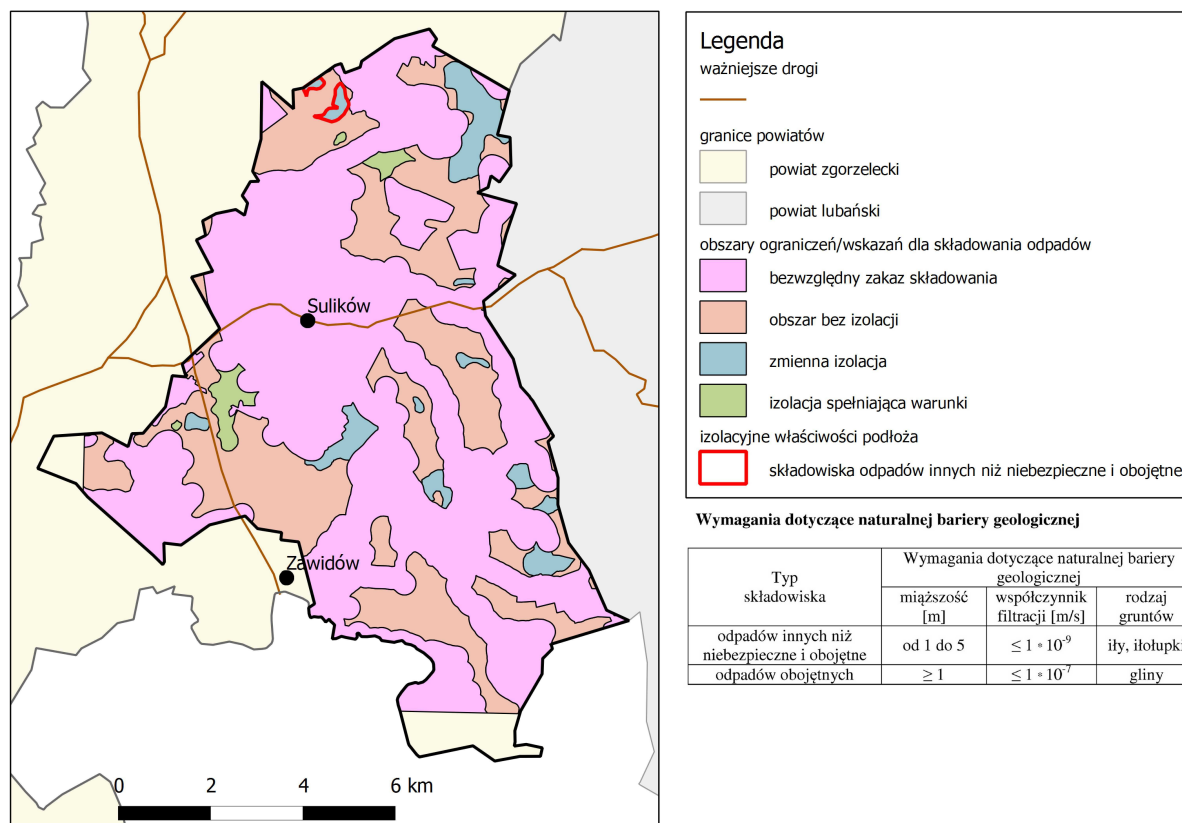 Sulików
Zawidów
0 2 4 6 km
Legenda
ważniejsze drogi
granice powiatów
powiat zgorzelecki
powiat lubański
obszary ograniczeń/wskazań dla składowania odpadów
bezwzględny zakaz składowania
obszar bez izolacji
zmienna izolacja
izolacja spełniająca warunki
izolacyjne właściwości podłoża
składowiska odpadów innych niż niebezpieczne i obojętne
Wymagania dotyczące naturalnej bariery geologicznej
Typ
składowiska
Wymagania dotyczące naturalnej bariery
geologicznej
miąższość
[m]
współczynnik
filtracji [m/s]
rodzaj
gruntów
odpadów innych niż
niebezpieczne i obojętne
od 1 do 5
≤ 1 * 10⁻⁹
iły, iłołupki
odpadów obojętnych
≥ 1
≤ 1 * 10⁻⁷
gliny